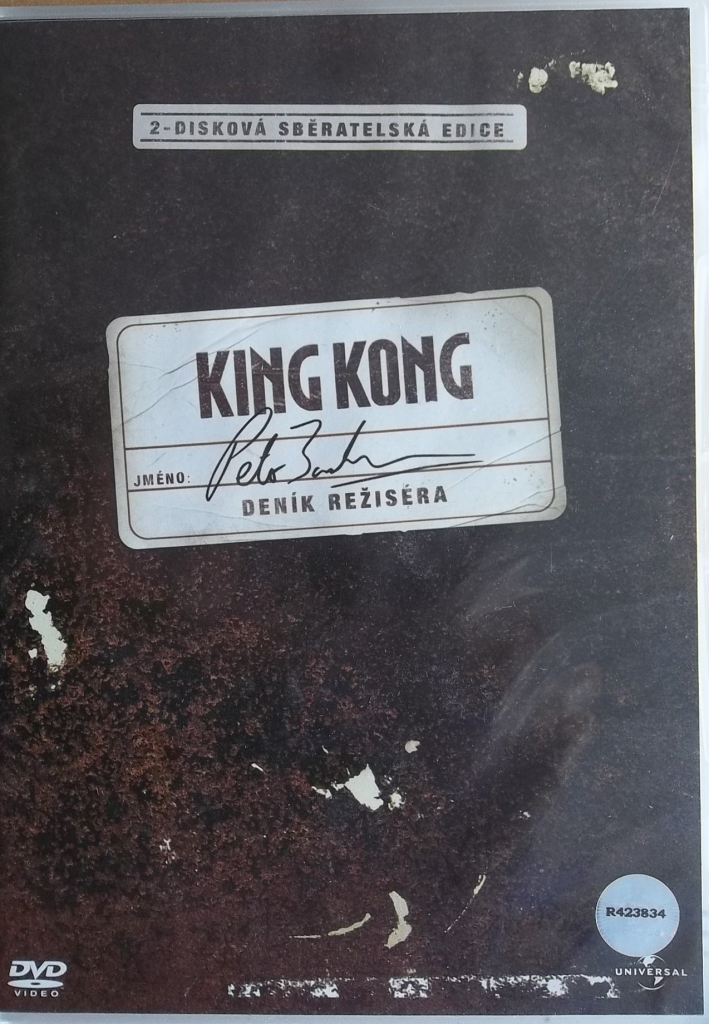 2-DISKOVÁ SBĚRATELSKÁ EDICE
KING KONG
JMÉNO:
DENÍK REŽISÉRA
R423834
DVD
VIDEO
UNIVERSAL